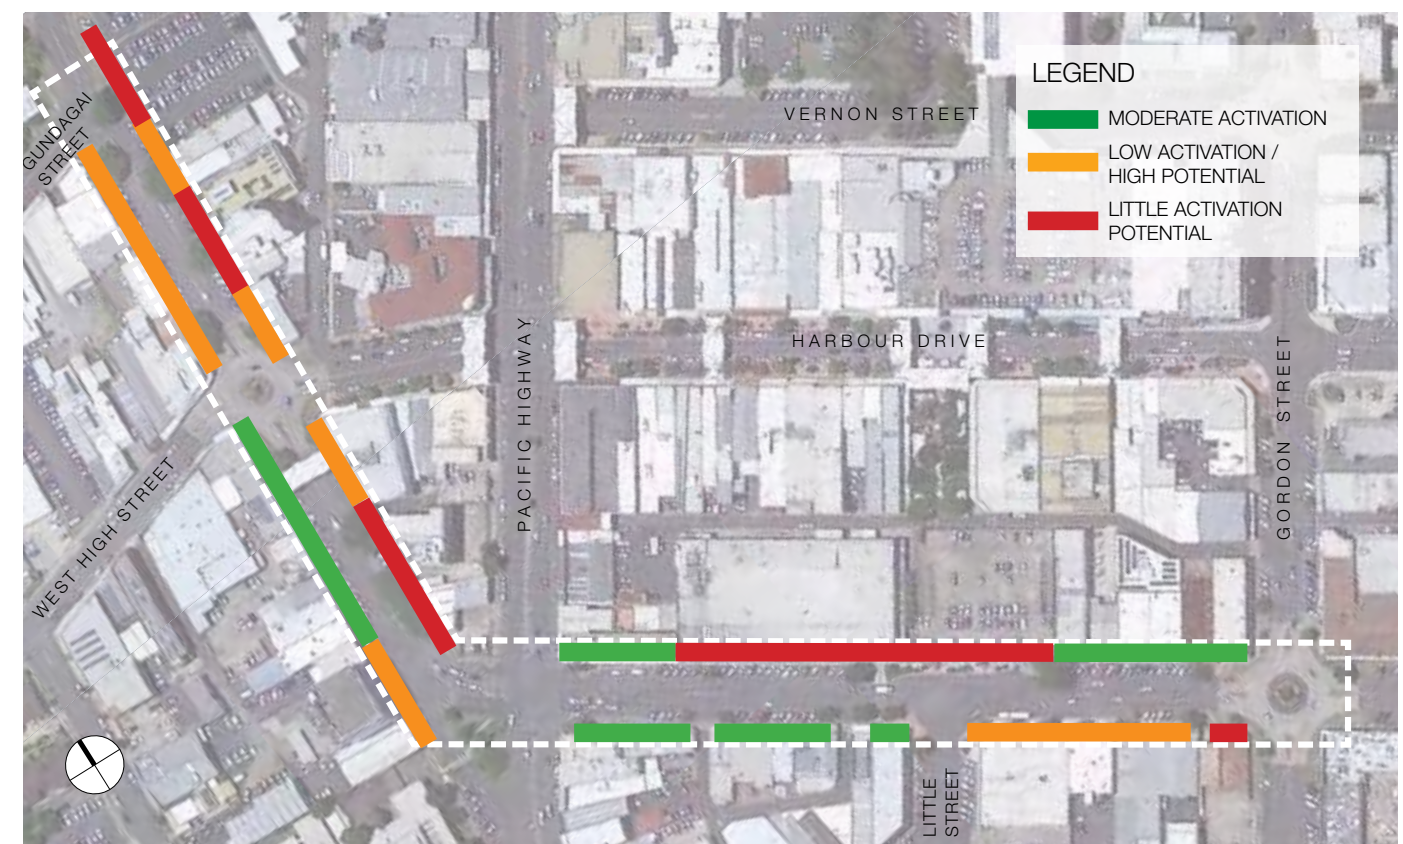 LEGEND
MODERATE ACTIVATION
LOW ACTIVATION /
HIGH POTENTIAL
LITTLE ACTIVATION
POTENTIAL
GUNDAGAI
STREET
VERNON STREET
HARBOUR DRIVE
PACIFIC HIGHWAY
GORDON STREET
WEST HIGH STREET
LITTLE
STREET